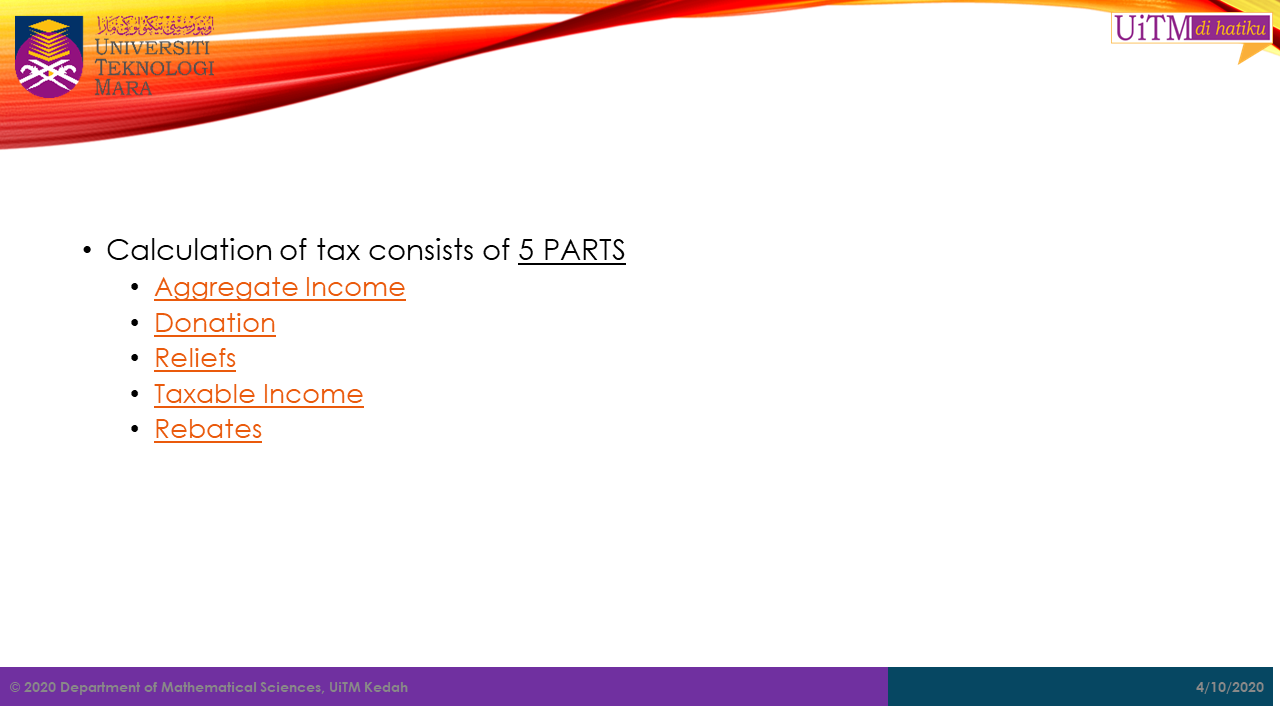 UNIVERSITI
TEKNOLOGI
MARA
UiTM di hatiku
• Calculation of tax consists of 5 PARTS
• Aggregate Income
• Donation
• Reliefs
• Taxable Income
• Rebates
© 2020 Department of Mathematical Sciences, UiTM Kedah
4/10/2020